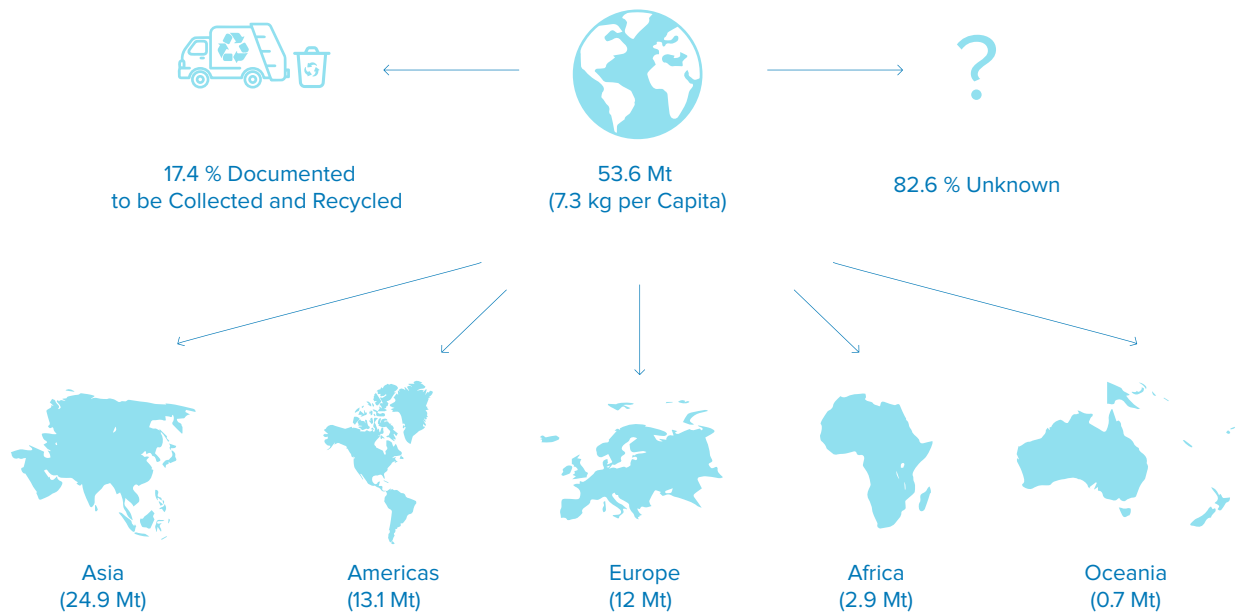 ?
17.4 % Documented
to be Collected and Recycled
53.6 Mt
(7.3 kg per Capita)
82.6 % Unknown
Asia
(24.9 Mt)
Americas
(13.1 Mt)
Europe
(12 Mt)
Africa
(2.9 Mt)
Oceania
(0.7 Mt)